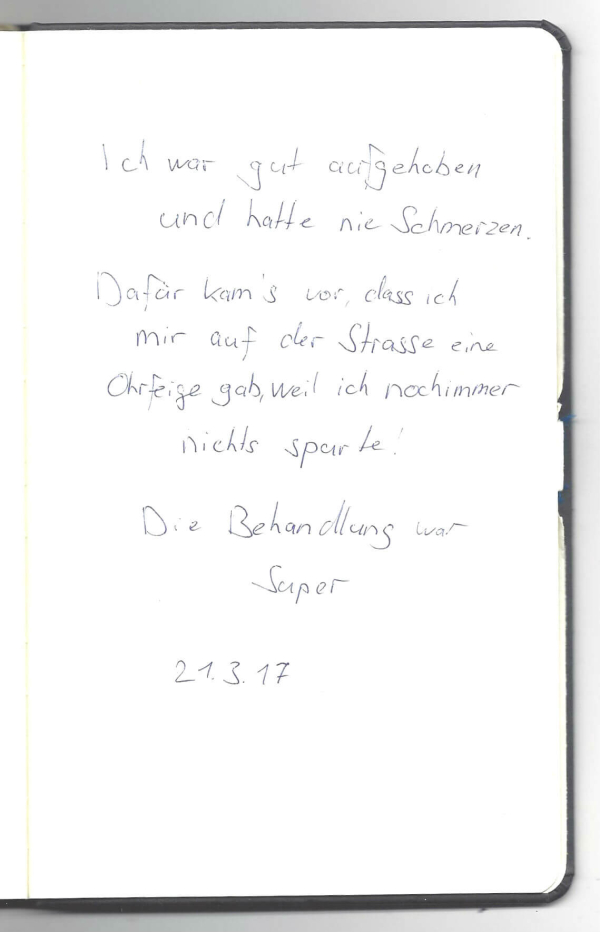 Ich war gut aufgehoben
und hatte nie Schmerzen.
Dafür kam's vor, dass ich
mir auf der Strasse eine
Ohrfeige gab, weil ich nochimmer
nichts spürte!
Die Behandlung war
Super
21.3.17